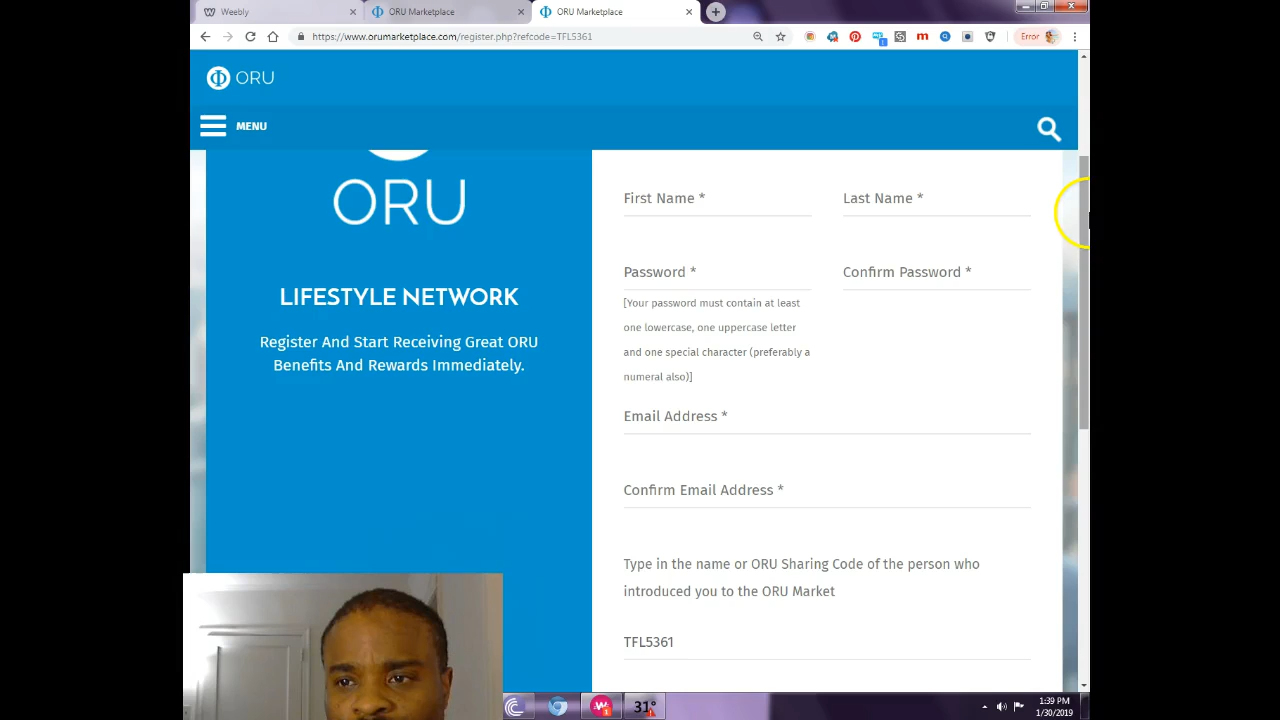 Weebly
ORU Marketplace
ORU Marketplace
https://www.orumarketplace.com/register.php?refcode=TFL5361
Error
ORU
MENU
ORU
LIFESTYLE NETWORK
Register And Start Receiving Great ORU
Benefits And Rewards Immediately.
First Name *
Last Name *
Password *
Confirm Password *
[Your password must contain at least
one lowercase, one uppercase letter
and one special character (preferably a
numeral also)]
Email Address *
Confirm Email Address *
Type in the name or ORU Sharing Code of the person who
introduced you to the ORU Market
TFL5361
31°
1:39 PM
1/30/2019